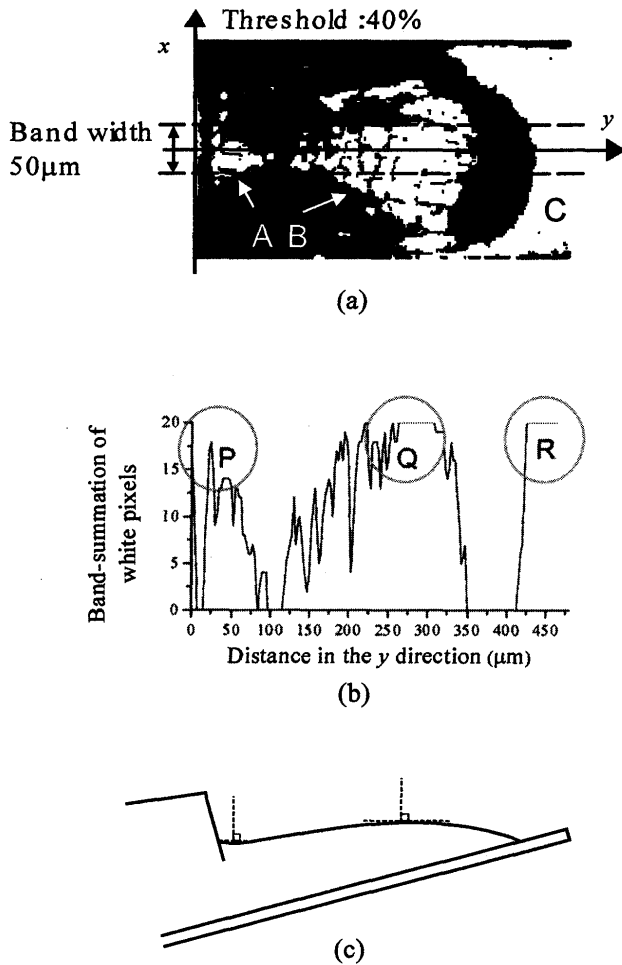 Threshold :40%
x
Band width
50μm
y
A B
C
(a)
Band-summation of
white pixels
20
15
10
5
0
P
Q
R
0 50 100 150 200 250 300 350 400 450
Distance in the y direction (μm)
(b)
(c)